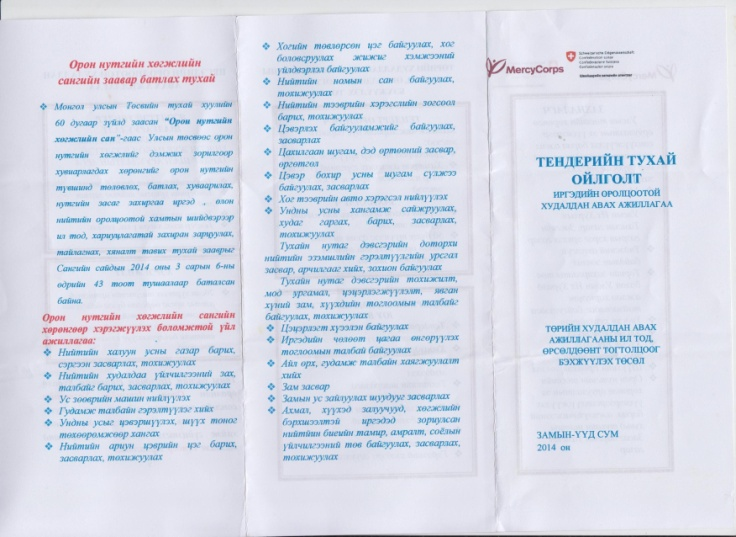 Орон нутгийн хөгжлийн
сангийн заавар батлах тухай
❖ Монгол улсын Төсвийн тухай хуулийн
60 дугаар зүйлд заасан "Орон нутгийн
хөгжлийн сан"-гаас Улсын төсвөөс орон
нутгийн хөгжлийг дэмжих зорилгоор
хуваарилагдах хөрөнгийг орон нутгийн
түвшинд төлөвлөх, батлах, хуваарилах,
нутгийн засаг захиргаа иргэд , олон
нийтийн оролцоотой хамтын шийдвэрээр
ил тод, хариуцлагатай захиран зарцуулах,
тайлагнах, хяналт тавих тухай зааврыг
Сангийн сайдын 2014 оны 3 сарын 6-ны
өдрийн 43 тоот тушаалаар баталсан
байна.
Орон нутгийн хөгжлийн сангийн
хөрөнгөөр хэрэгжүүлэх боломжтой үйл
ажиллагаа:
❖ Нийтийн халуун усны газар барих,
сэргээн засварлах, тохижуулах
❖ Нийтийн худалдаа үйлчилгээний зах,
талбайг барих, засварлах, тохижуулах
❖ Ус зөөврийн машин нийлүүлэх
❖ Гудамж талбайн гэрэлтүүлэг хийх
❖ Ундны усыг цэвэршүүлэх, шүүх тоног
төхөөрөмжөөр хангах
❖ Нийтийн ариун цэврийн цэг барих,
засварлах, тохижуулах
❖ Хогийн төвлөрсөн цэг байгуулах, хог
боловсруулах жижиг хэмжээний
үйлдвэрлэл байгуулах
❖ Нийтийн номын сан байгуулах,
тохижуулах
❖ Нийтийн тээврийн хэрэгслийн зогсоол
барих, тохижуулах
❖ Цэвэрлэх байгууламжийг байгуулах,
засварлах
❖ Цахилгаан шугам, дэд өртөөний засвар,
өргөтгөл
❖ Цэвэр бохир усны шугам сүлжээ
байгуулах, засварлах
❖ Хог тээврийн авто хэрэгсэл нийлүүлэх
❖ Ундны усны хангамж сайжруулах,
худаг гаргах, барих, засварлах,
тохижуулах
Тухайн нутаг дэвсгэрийн доторхи
нийтийн эзэмшлийн гэрэлтүүлгийн урсгал
засвар, арчилгааг хийх, зохион байгуулах
Тухайн нутаг дэвсгэрийн тохижилт,
мод ургамал, цэцэрлэгжүүлэлт, явган
хүний зам, хүүхдийн тоглоомын талбайг
байгуулах, тохижуулах
❖ Цэцэрлэгт хүрээлэн байгуулах
❖ Иргэдийн чөлөөт цагаа өнгөрүүлэх
тоглоомын талбай байгуулах
❖ Айл өрх, гудамж талбайн хаягжуулалт
хийх
❖ Зам засвар
❖ Замын ус зайлуулах шуудууг засварлах
❖ Ахмад, хүүхэд залуучууд, хөгжлийн
бэрхшээлтэй иргэдэд зориулсан
нийтийн биеийн тамир, амралт, соёлын
үйлчилгээний төв байгуулах, засварлах,
тохижуулах
MercyCorps
Schweizerische Eidgenossenschaft
Confédération suisse
Confederazione Svizzera
Confederaziun svizra
ТЕНДЕРИЙН ТУХАЙ
ОЙЛГОЛТ
ИРГЭДИЙН ОРОЛЦООТОЙ
ХУДАЛДАН АВАХ АЖИЛЛАГАА
ТӨРИЙН ХУДАЛДАН АВАХ
АЖИЛЛАГААНЫ ИЛ ТОД,
ӨРСӨЛДӨӨНТ ТОГТОЛЦООГ
БЭХЖҮҮЛЭХ ТӨСӨЛ
ЗАМЫН-ҮҮД СУМ
2014 он